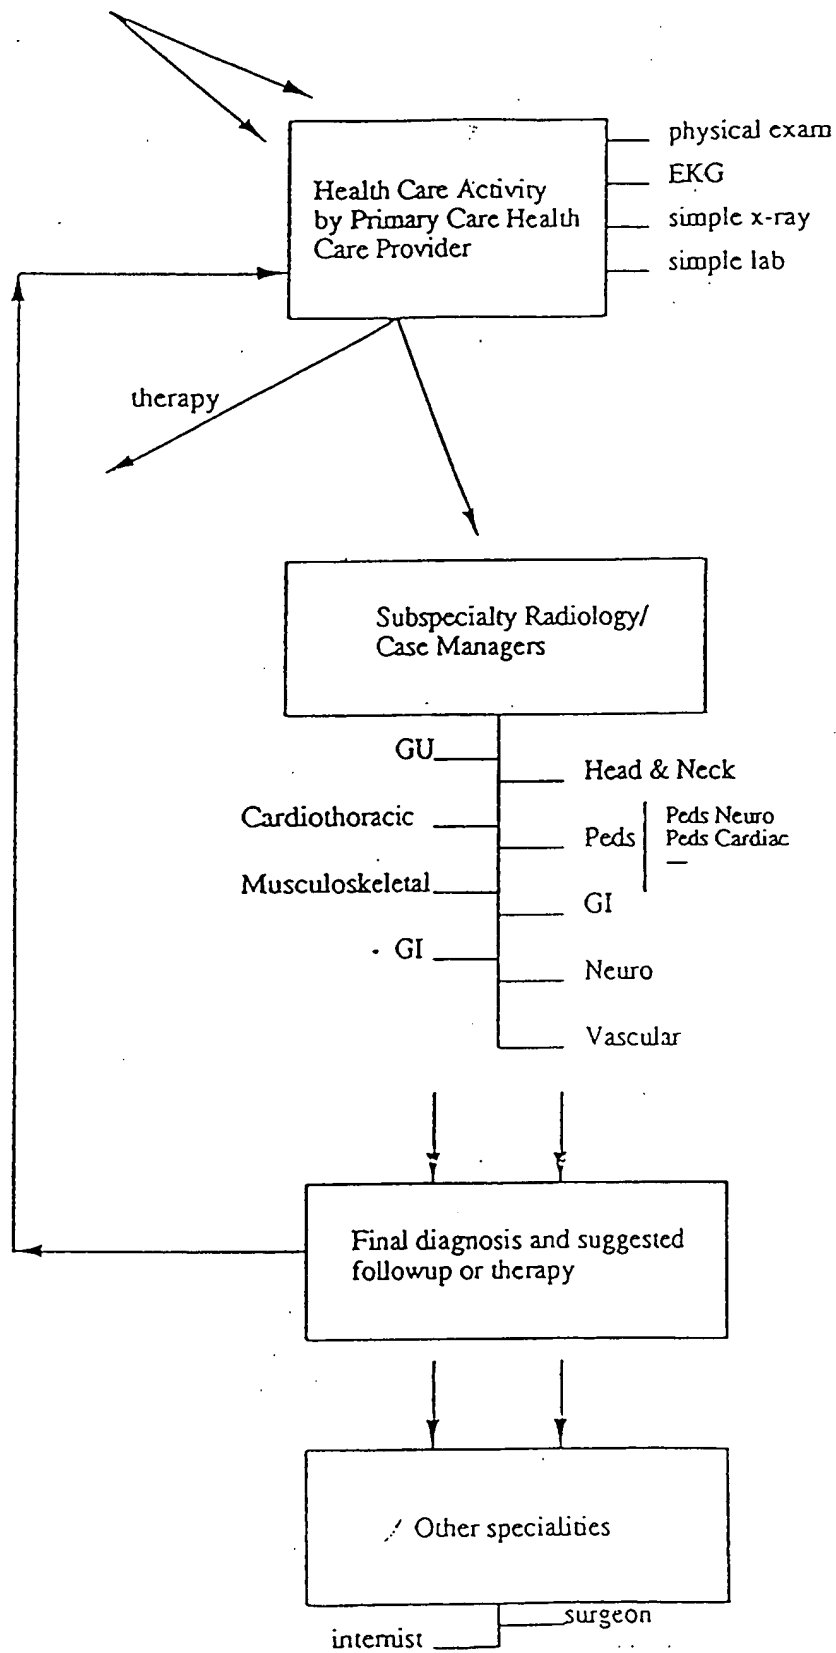 physical exam
EKG
simple x-ray
simple lab
Health Care Activity
by Primary Care Health
Care Provider
therapy
Subspecialty Radiology/
Case Managers
GU
Head & Neck
Cardiothoracic
Peds
Peds Neuro
Peds Cardiac
—
Musculoskeletal
GI
GI
Neuro
Vascular
Final diagnosis and suggested
followup or therapy
Other specialities
surgeon
internist